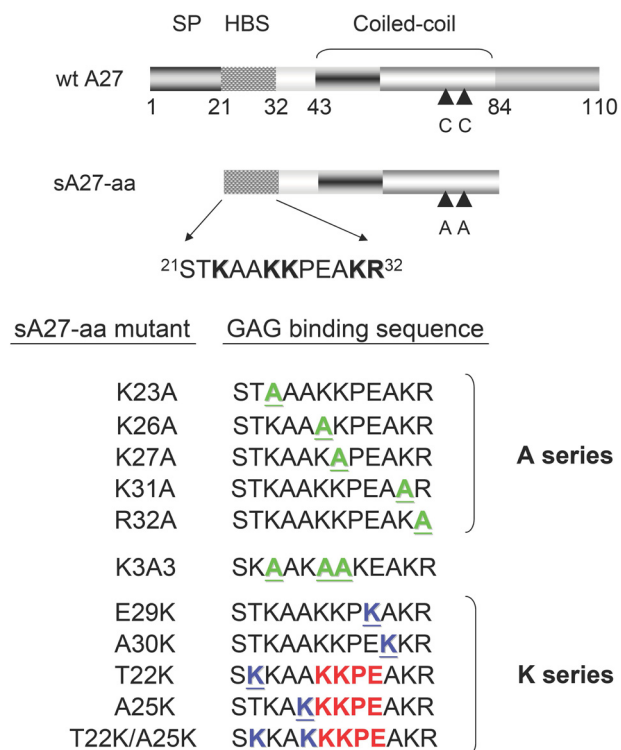 SP HBS Coiled-coil
wt A27
1 21 32 43 84 110
C C
sA27-aa
A A
²¹STKAAKKPEAKR³²
sA27-aa mutant GAG binding sequence
K23A STAAAKKPEAKR
K26A STKAAAKPEAKR
K27A STKAAKAPEAKR
K31A STKAAKKPEAAR
R32A STKAAKKPEAKA
A series
K3A3 SKAAKAAKEAKR
E29K STKAAKKPKAKR
A30K STKAAKKPEKKR
T22K SKKAAKKPEAKR
A25K STKAKKKPEAKR
T22K/A25K SKKAKKKPEAKR
K series